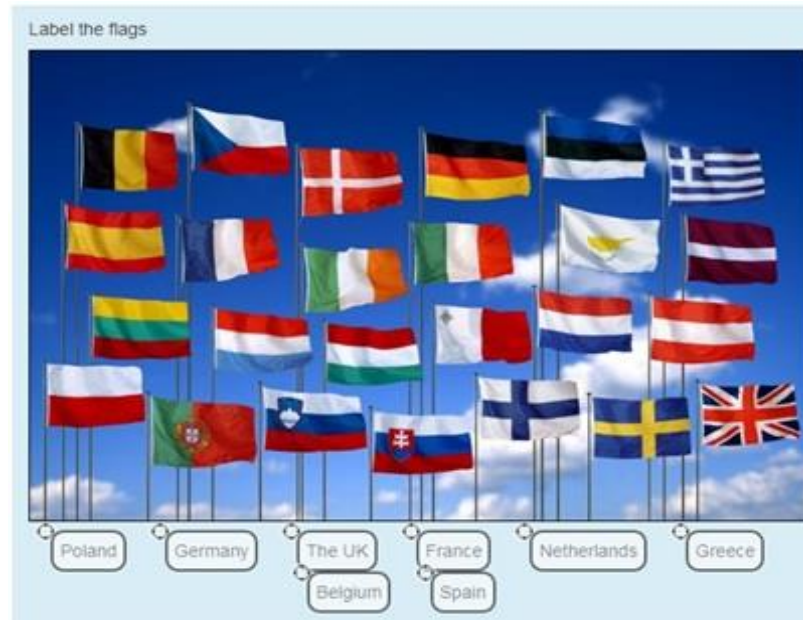 Label the flags
Poland Germany The UK France Netherlands Greece
Belgium Spain